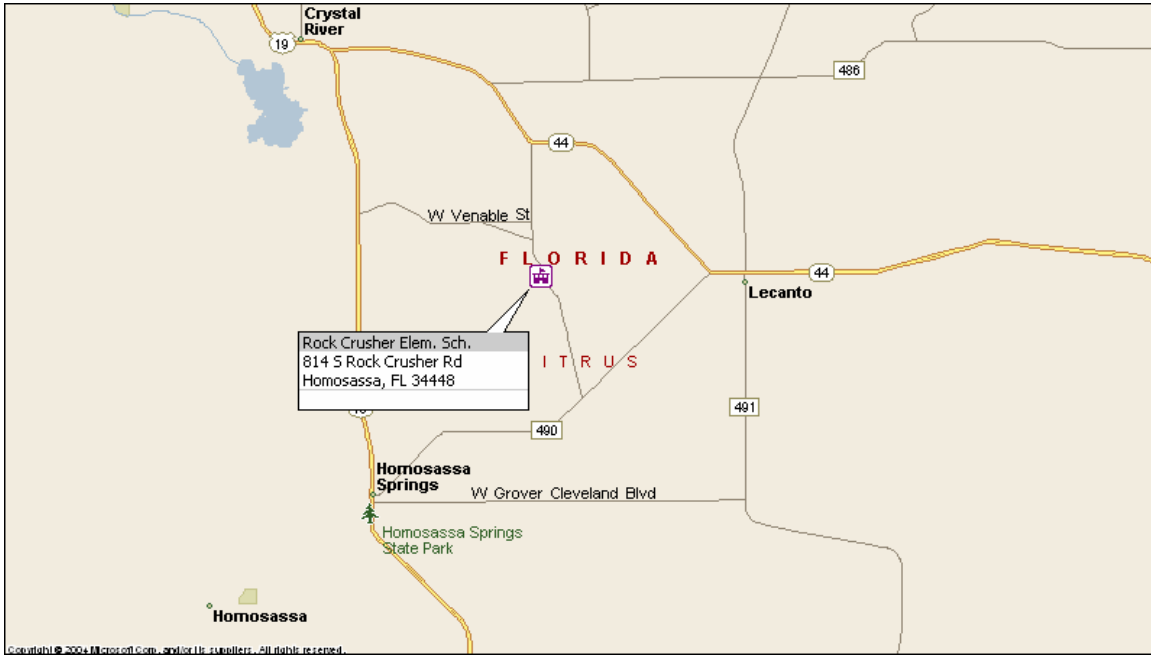 Crystal
River
19
486
44
W Venable St
FLORIDA
44
Lecanto
Rock Crusher Elem. Sch.
814 S Rock Crusher Rd
Homosassa, FL 34448
ITRUS
491
490
Homosassa
Springs
W Grover Cleveland Blvd
Homosassa Springs
State Park
Homosassa
Copyright © 2004 Microsoft Corp. and/or its suppliers. All rights reserved.